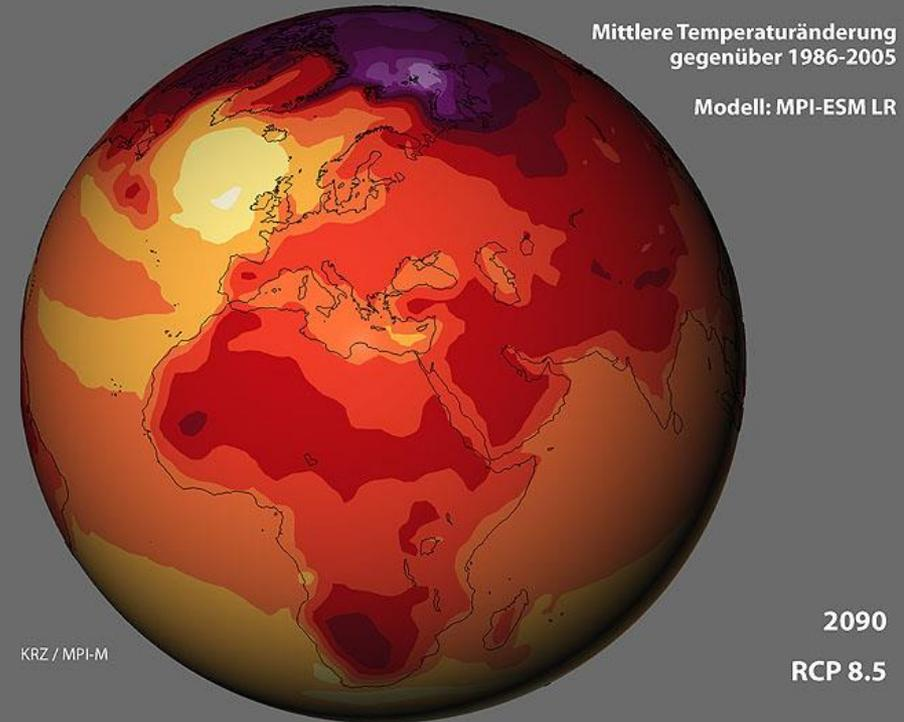 Mittlere Temperaturänderung
gegenüber 1986-2005
Modell: MPI-ESM LR
2090
KRZ / MPI-M
RCP 8.5